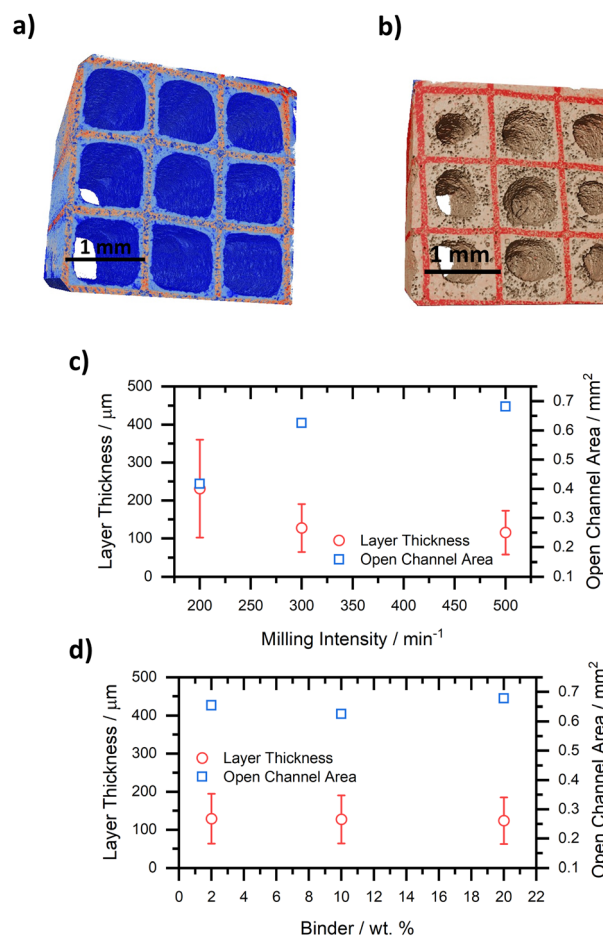 a)
b)
1 mm
1 mm
c)
500
400
300
200
100
0
Layer Thickness / μm
0.7
0.6
0.5
0.4
0.3
0.2
0.1
Open Channel Area / mm²
Layer Thickness
Open Channel Area
200 250 300 350 400 450 500
Milling Intensity / min⁻¹
d)
500
400
300
200
100
0
Layer Thickness / μm
0.7
0.6
0.5
0.4
0.3
0.2
0.1
Open Channel Area / mm²
Layer Thickness
Open Channel Area
0 2 4 6 8 10 12 14 16 18 20 22
Binder / wt. %